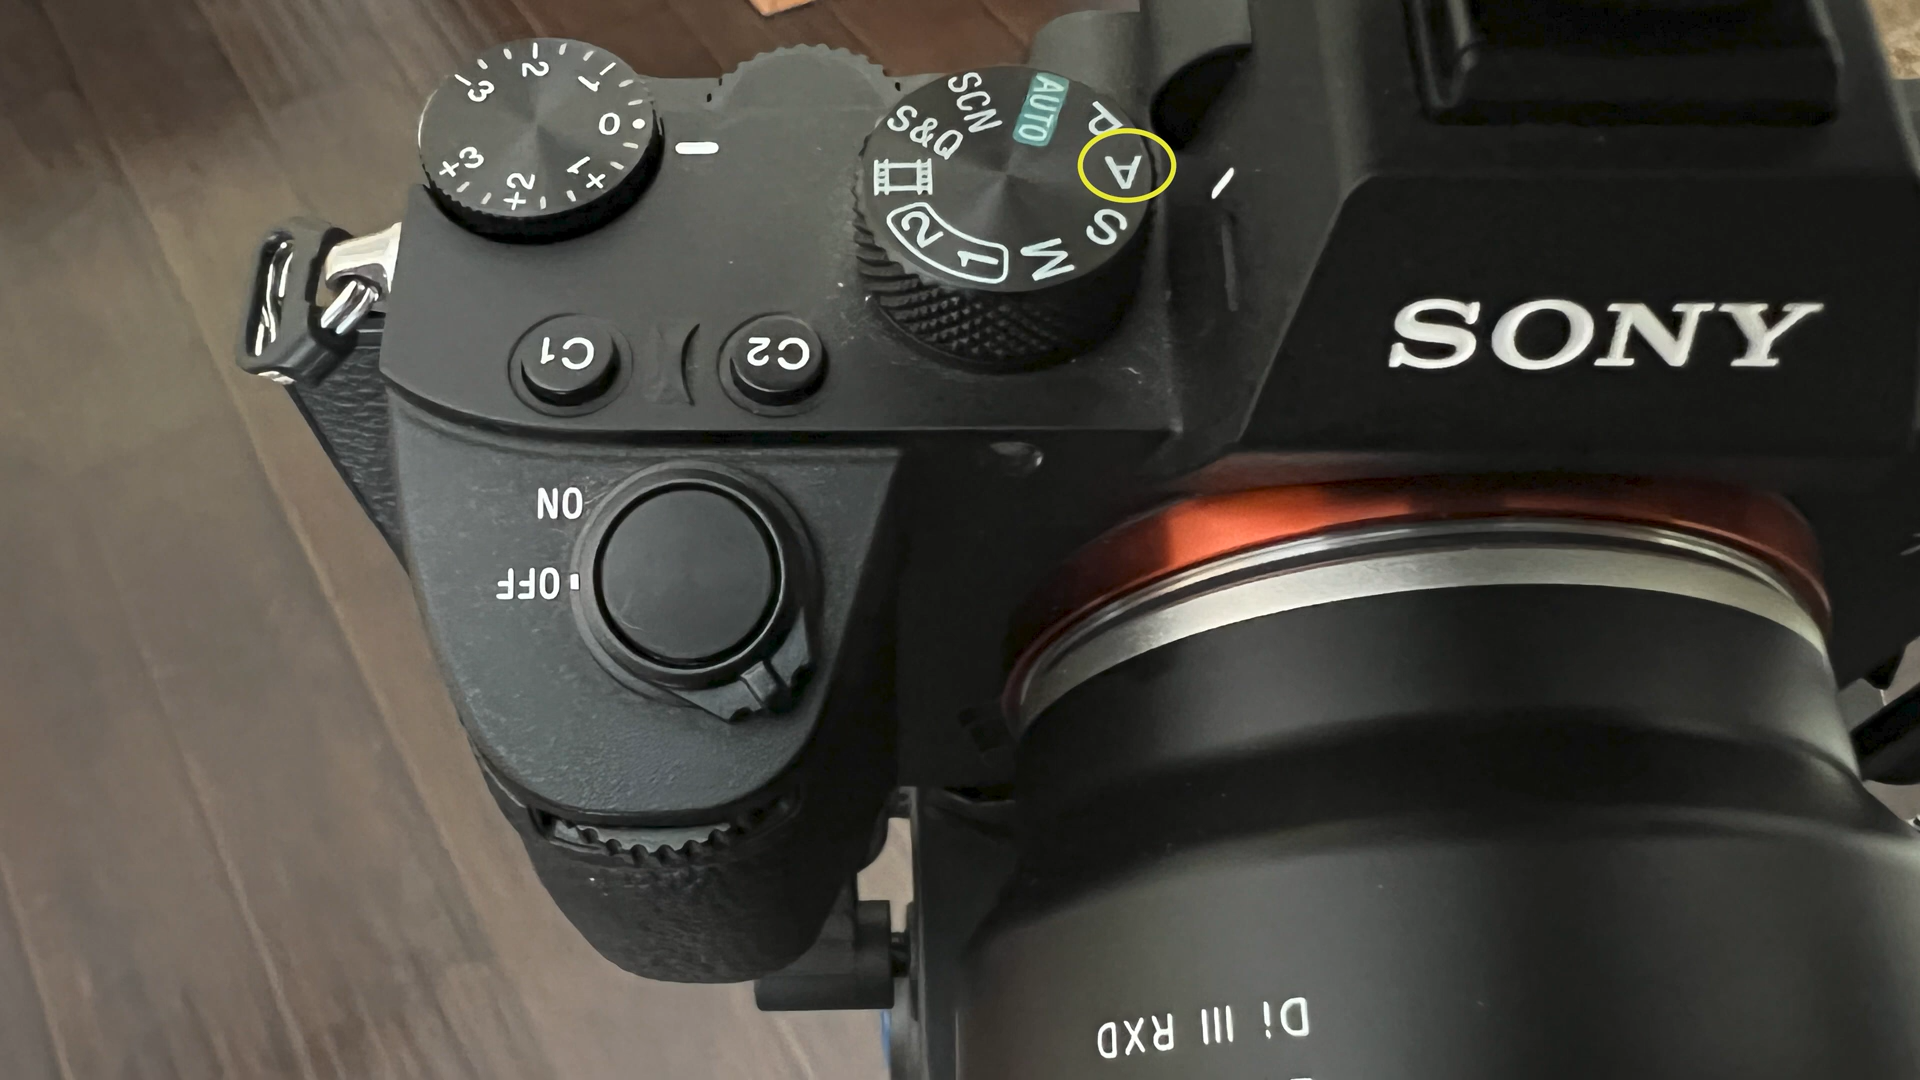 3 2 1 0 +1 +2 +3
SCN AUTO P
S&Q A
2 1 M S
C1 C2
SONY
ON
OFF
Di III RXD